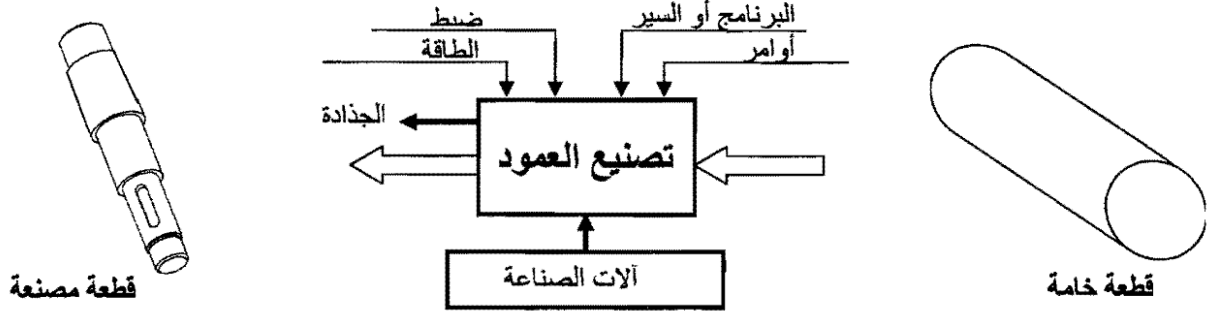 البرنامج أو السير
ضبط
أوامر
الطاقة
الجذاذة
تصنيع العمود
آلات الصناعة
قطعة خامة
قطعة مصنعة